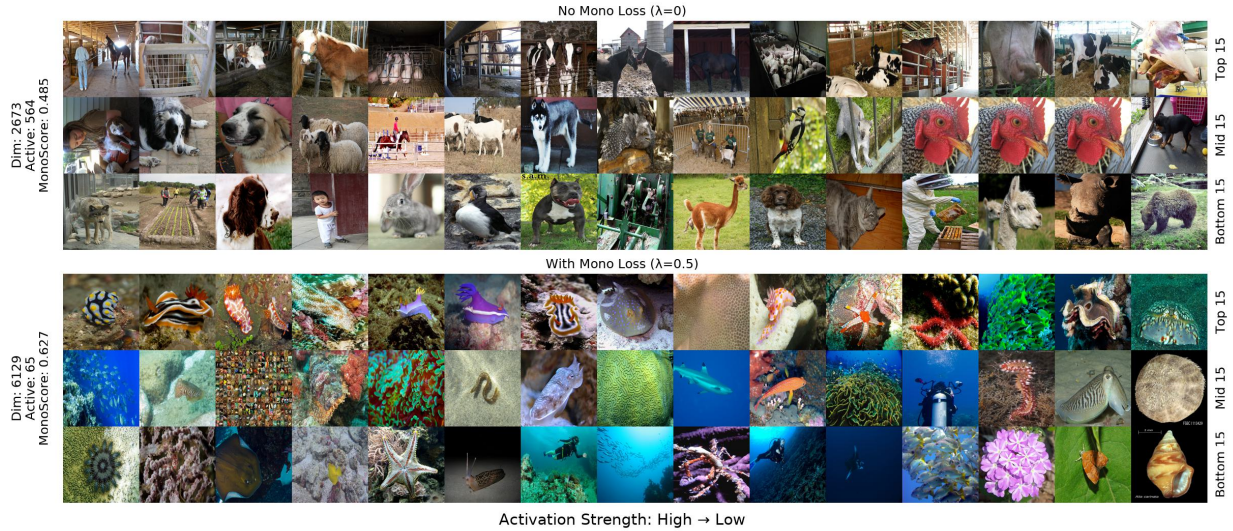 No Mono Loss (λ=0)
Dim: 2673
Active: 564
MonoScore: 0.485
Top 15
Mid 15
Bottom 15
s.a.m.
With Mono Loss (λ=0.5)
Dim: 6129
Active: 65
MonoScore: 0.627
Top 15
Mid 15
Bottom 15
Activation Strength: High → Low